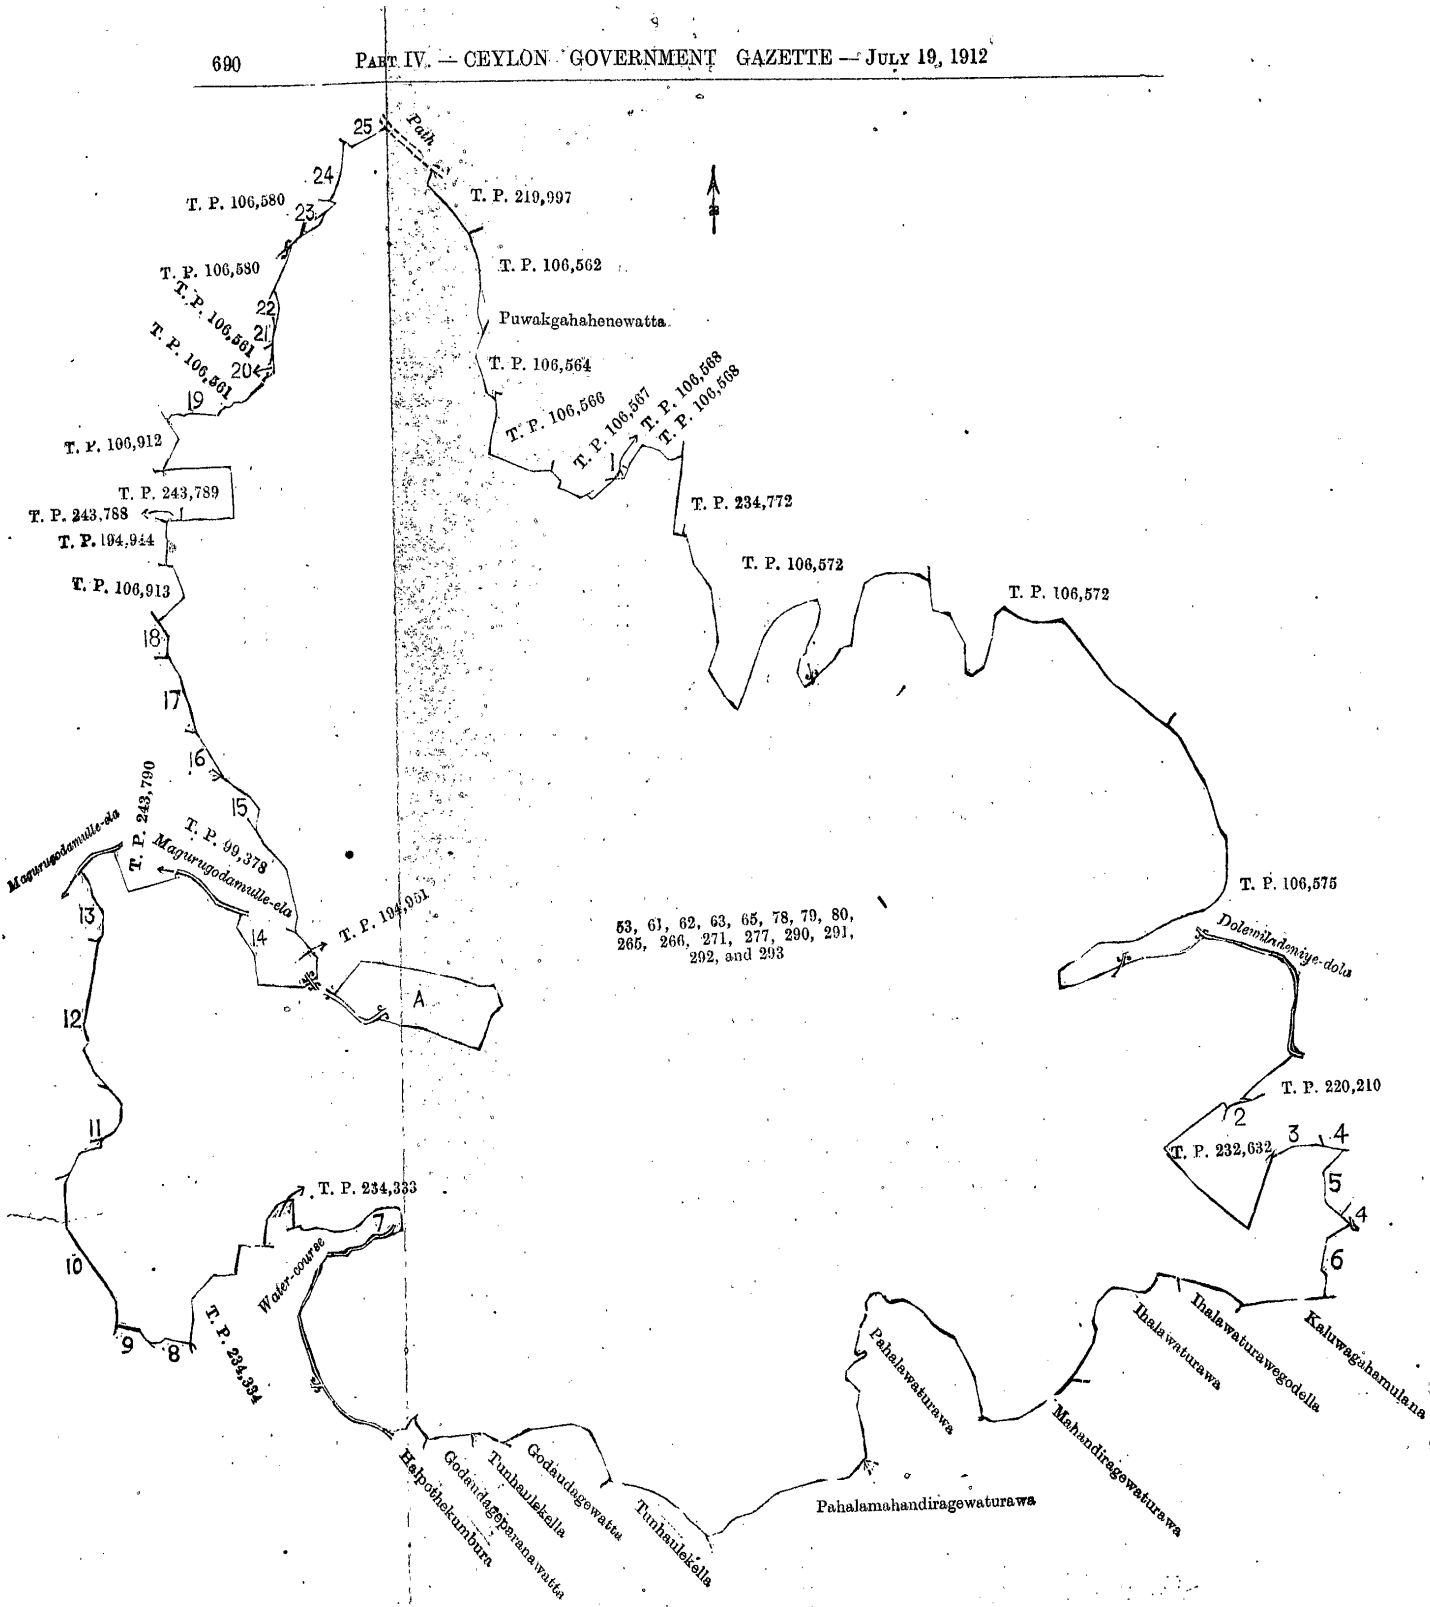 690
PART IV. — CEYLON GOVERNMENT GAZETTE — JULY 19, 1912
25
Path
24
T. P. 106,580
23
T. P. 219,997
T. P. 106,580
T. P. 106,562
22
T. P. 106,561
21
Puwakgahahenewatta
T. P. 106,561
20
T. P. 106,564
19
T. P. 106,566
T. P. 106,567
T. P. 106,568
T. P. 106,568
T. P. 106,912
T. P. 243,789
T. P. 243,788
T. P. 194,944
T. P. 234,772
T. P. 106,572
T. P. 106,572
T. P. 106,913
18
17
16
15
T. P. 243,790
Magurugodamulle-ela
T. P. 99,378
Magurugodamulle-ela
T. P. 106,575
13
14
T. P. 194,951
53, 61, 62, 63, 65, 78, 79, 80,
265, 266, 271, 277, 290, 291,
292, and 293
Dolewiladeniye-dola
A
12
T. P. 220,210
2
11
3
4
T. P. 232,632
5
T. P. 234,333
7
4
Water-course
6
10
T. P. 234,334
9
8
Kaluwagahamulana
Ihalawaturawegodella
Ihalawaturawa
Pahalawaturawa
Mahandiragewaturawa
Pahalamahandiragewaturawa
Halpothekumbura
Godaudageparanawatta
Tunhaulekella
Godaudagewatta
Tunhaulekella